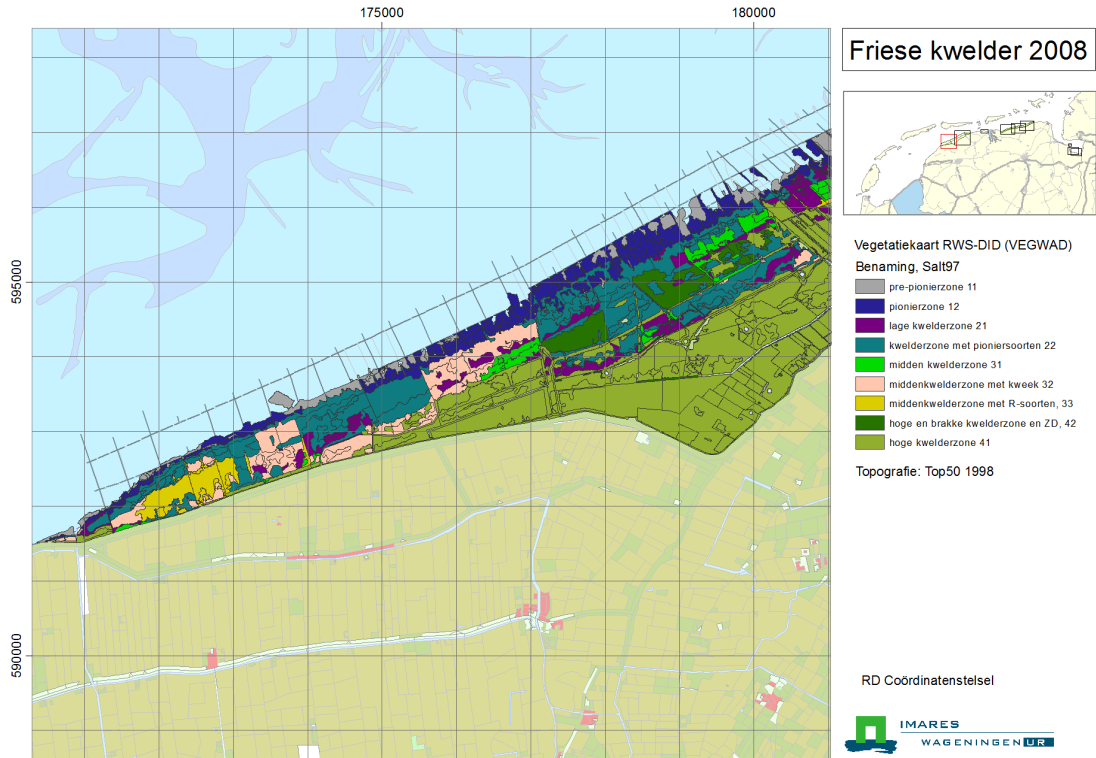 175000
180000
595000
590000
Friese kwelder 2008
Vegetatiekaart RWS-DID (VEGWAD)
Benaming, Salt97
pre-pionierzone 11
pionierzone 12
lage kwelderzone 21
kwelderzone met pioniersoorten 22
midden kwelderzone 31
middenkwelderzone met kweek 32
middenkwelderzone met R-soorten, 33
hoge en brakke kwelderzone en ZD, 42
hoge kwelderzone 41
Topografie: Top50 1998
RD Coördinatenstelsel
IMARES
WAGENINGEN UR